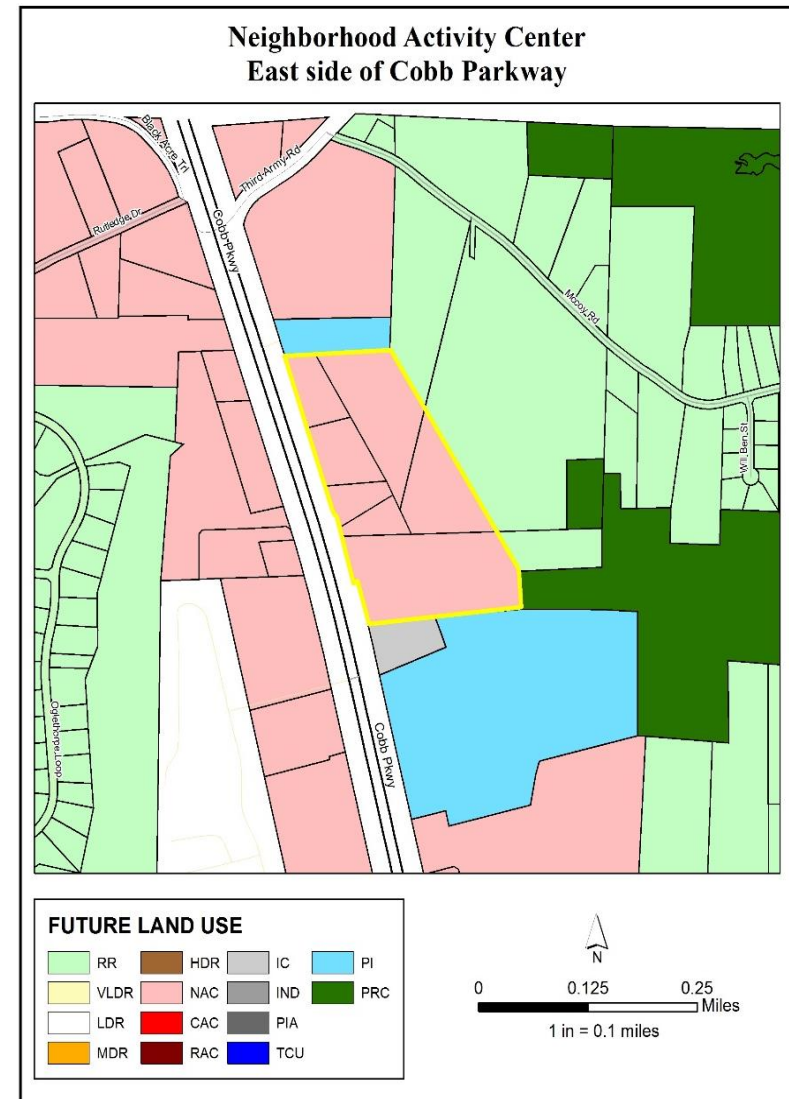 Neighborhood Activity Center
East side of Cobb Parkway
Black Acre Trl
Third Army Rd
Rutledge Dr
Cobb Pkwy
Mccoy Rd
Will Ben St
Oglethorpe Loop
Cobb Pkwy
FUTURE LAND USE
RR HDR IC PI
VLDR NAC IND PRC
LDR CAC PIA
MDR RAC TCU
N
0 0.125 0.25
Miles
1 in = 0.1 miles